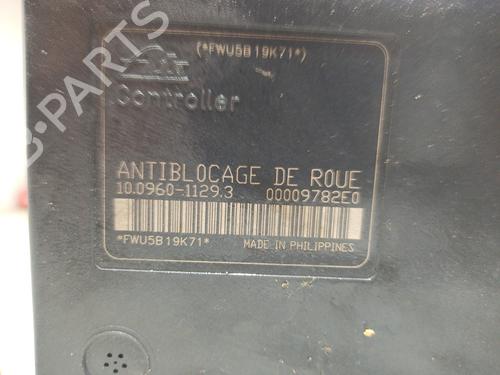 (*FWU5B19K71*)
Controller
ANTIBLOCAGE DE ROUE
10.0960-1129.3 00009782E0
*FWU5B19K71*
MADE IN PHILIPPINES
B-PARTS